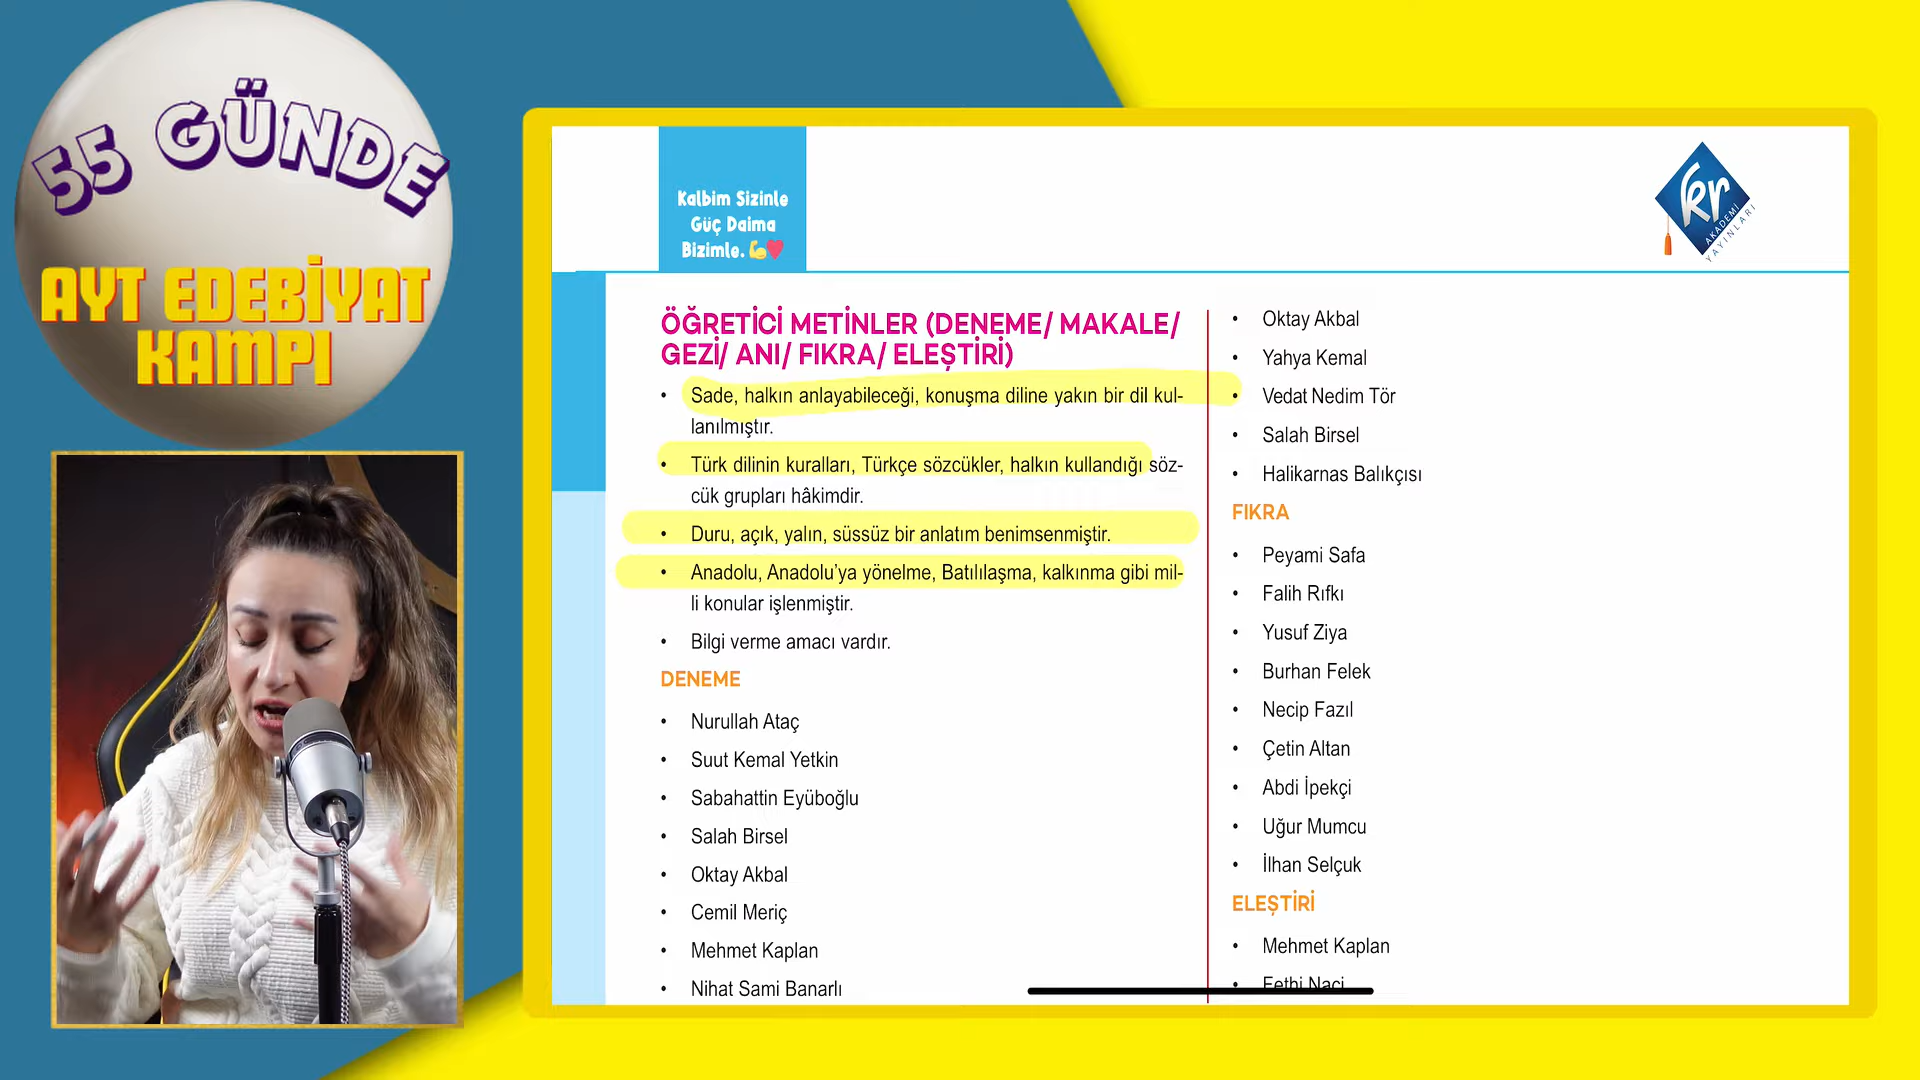 55 GÜNDE
AYT EDEBİYAT
KAMPI
Kalbim Sizinle
Güç Daima
Bizimle. 💪❤️
kr
AKADEMİ
YAYINLARI
ÖĞRETİCİ METİNLER (DENEME/ MAKALE/
GEZİ/ ANI/ FIKRA/ ELEŞTİRİ)
• Sade, halkın anlayabileceği, konuşma diline yakın bir dil kul-
lanılmıştır.
• Türk dilinin kuralları, Türkçe sözcükler, halkın kullandığı söz-
cük grupları hâkimdir.
• Duru, açık, yalın, süssüz bir anlatım benimsenmiştir.
• Anadolu, Anadolu’ya yönelme, Batılılaşma, kalkınma gibi mil-
li konular işlenmiştir.
• Bilgi verme amacı vardır.
DENEME
• Nurullah Ataç
• Suut Kemal Yetkin
• Sabahattin Eyüboğlu
• Salah Birsel
• Oktay Akbal
• Cemil Meriç
• Mehmet Kaplan
• Nihat Sami Banarlı
• Oktay Akbal
• Yahya Kemal
• Vedat Nedim Tör
• Salah Birsel
• Halikarnas Balıkçısı
FIKRA
• Peyami Safa
• Falih Rıfkı
• Yusuf Ziya
• Burhan Felek
• Necip Fazıl
• Çetin Altan
• Abdi İpekçi
• Uğur Mumcu
• İlhan Selçuk
ELEŞTİRİ
• Mehmet Kaplan
• Fethi Naci